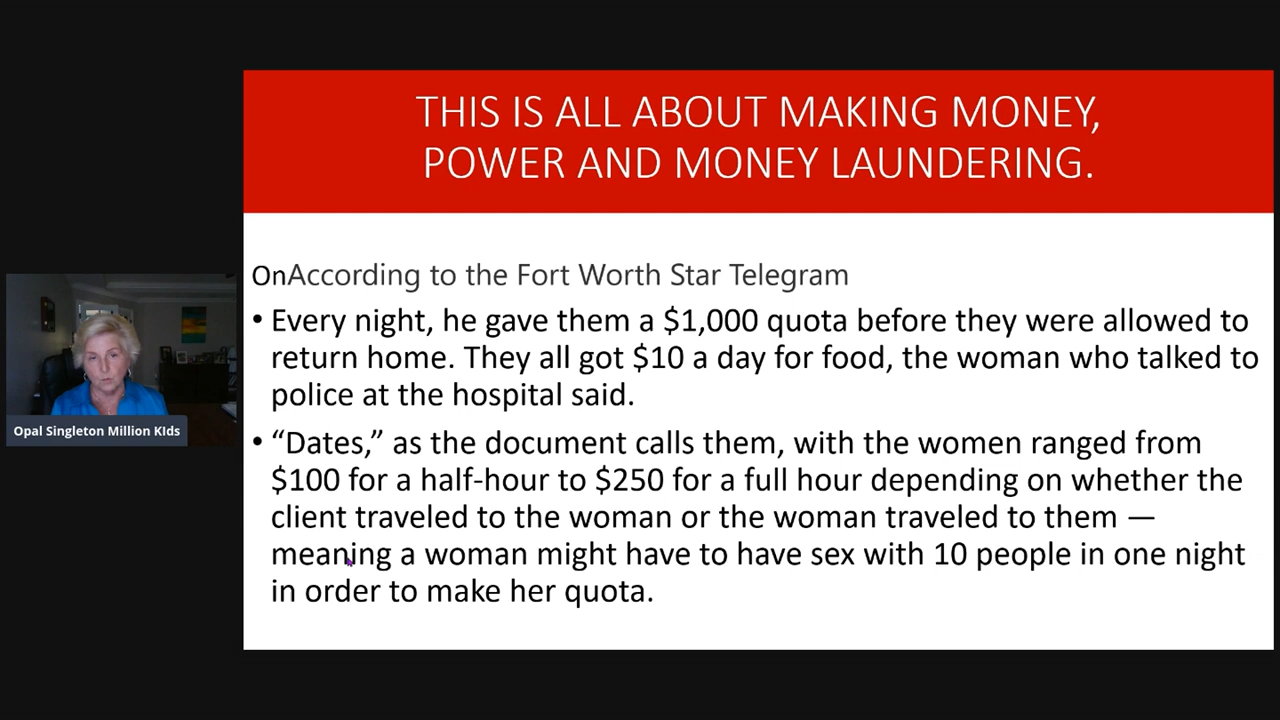 THIS IS ALL ABOUT MAKING MONEY,
POWER AND MONEY LAUNDERING.
OnAccording to the Fort Worth Star Telegram
• Every night, he gave them a $1,000 quota before they were allowed to
return home. They all got $10 a day for food, the woman who talked to
police at the hospital said.
• “Dates,” as the document calls them, with the women ranged from
$100 for a half-hour to $250 for a full hour depending on whether the
client traveled to the woman or the woman traveled to them —
meaning a woman might have to have sex with 10 people in one night
in order to make her quota.
Opal Singleton Million KIds